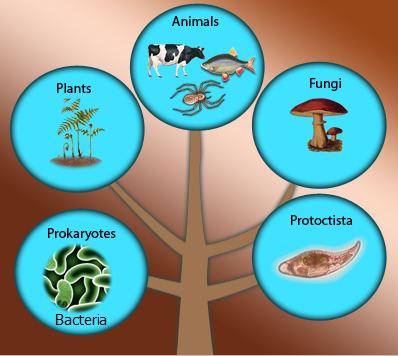 Animals
Plants
Fungi
Prokaryotes
Bacteria
Protoctista